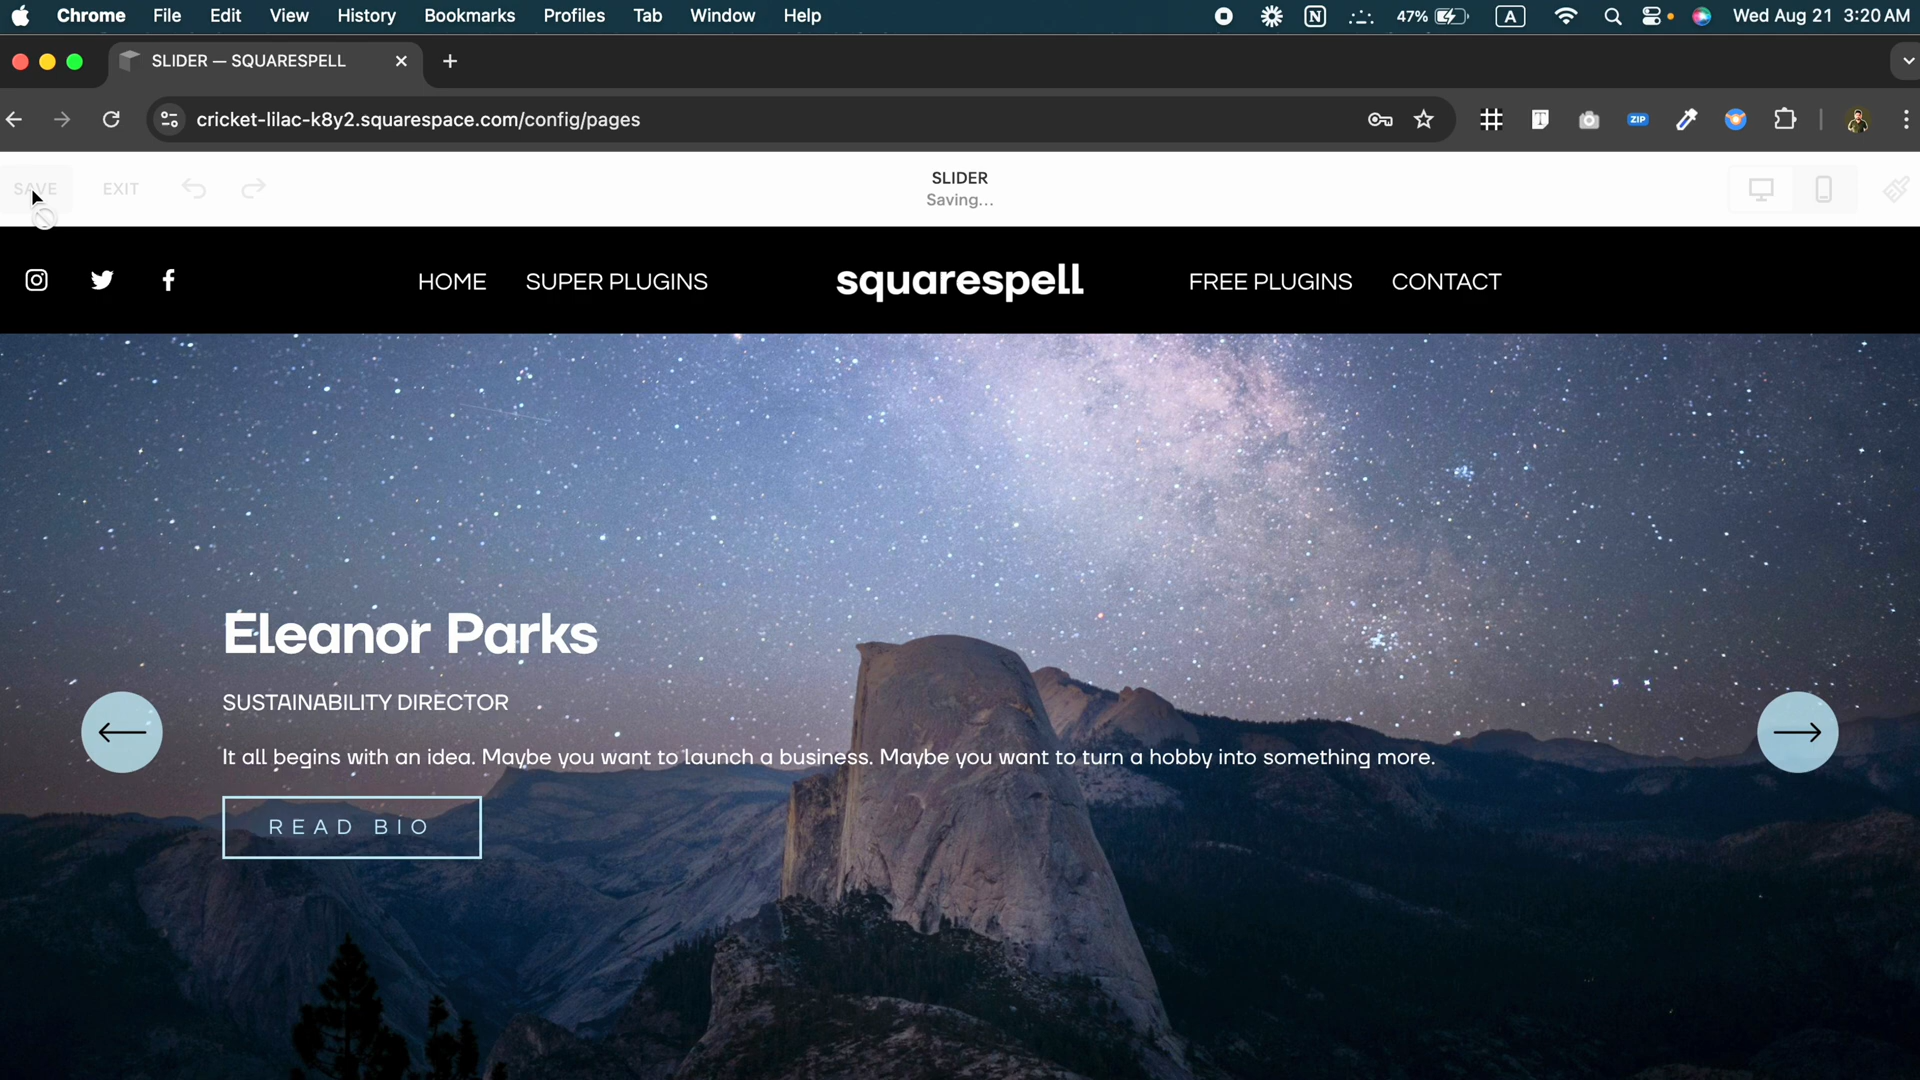 Chrome File Edit View History Bookmarks Profiles Tab Window Help N 47% A Wed Aug 21 3:20 AM
SLIDER — SQUARESPELL
cricket-lilac-k8y2.squarespace.com/config/pages T ZIP
SAVE EXIT SLIDER
Saving...
HOME SUPER PLUGINS squarespell FREE PLUGINS CONTACT
Eleanor Parks
SUSTAINABILITY DIRECTOR
It all begins with an idea. Maybe you want to launch a business. Maybe you want to turn a hobby into something more.
READ BIO